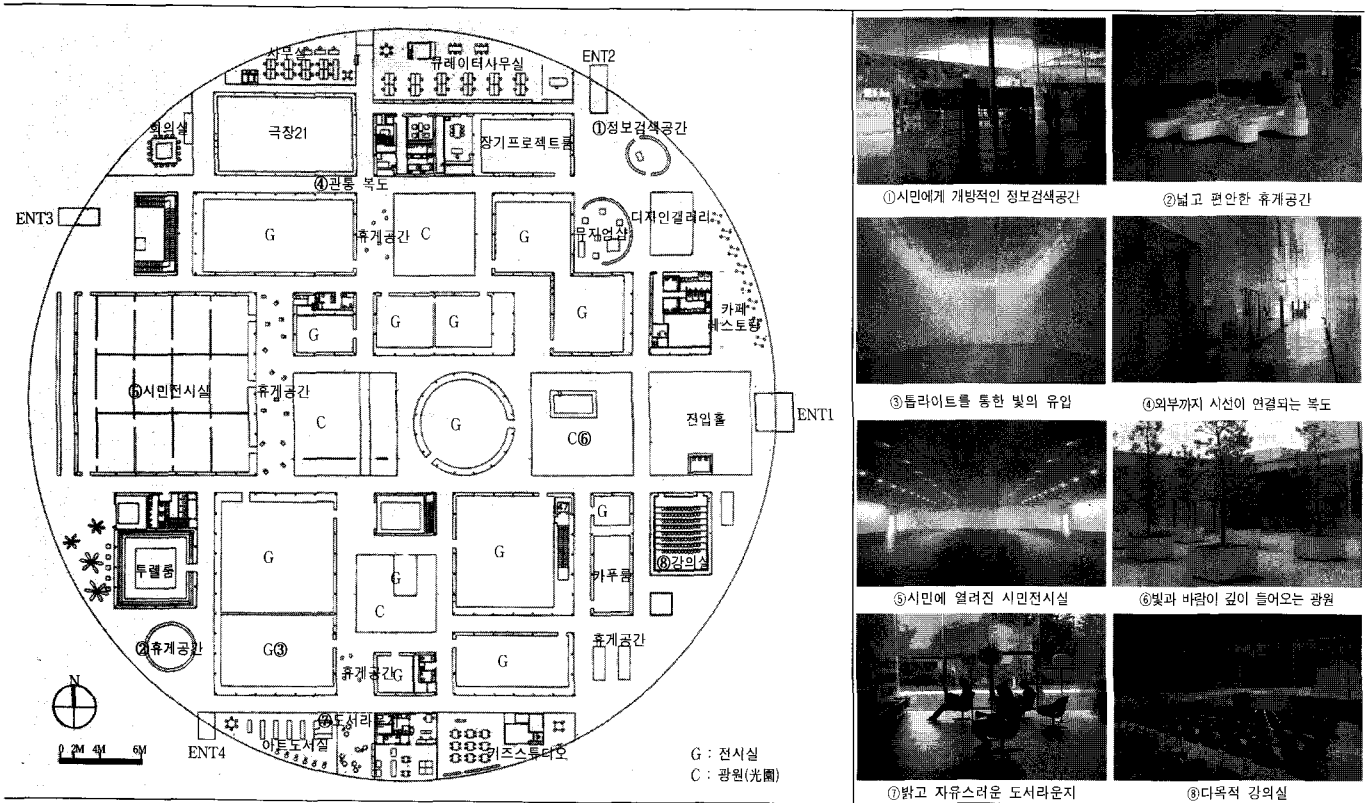 사무실
큐레이터사무실
ENT2
회의실
극장21
장기프로젝트룸
①정보검색공간
④관통 복도
ENT3
G
휴게공간
C
G
뮤지엄샵
디자인갤러리
G
G
G
G
카페
레스토랑
⑤시민전시실
휴게공간
C
G
C⑥
진입홀
ENT1
투렐룸
G
G
G
C
G
카푸룸
⑧강의실
②휴게공간
G③
휴게공간
G
G
휴게공간
N
0 2M 4M 6M
ENT4
아트도서실
⑦도서라운지
키즈스튜디오
G : 전시실
C : 광원(光園)
①시민에게 개방적인 정보검색공간
②넓고 편안한 휴게공간
③톱라이트를 통한 빛의 유입
④외부까지 시선이 연결되는 복도
⑤시민에 열려진 시민전시실
⑥빛과 바람이 깊이 들어오는 광원
⑦밝고 자유스러운 도서라운지
⑧다목적 강의실